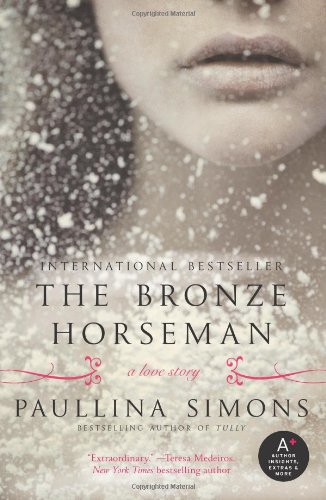 INTERNATIONAL BESTSELLER
THE BRONZE
HORSEMAN
a love story
PAULLINA SIMONS
BESTSELLING AUTHOR OF TULLY
"Extraordinary." —Teresa Medeiros,
New York Times bestselling author
A+
AUTHOR
INSIGHTS,
EXTRAS &
MORE